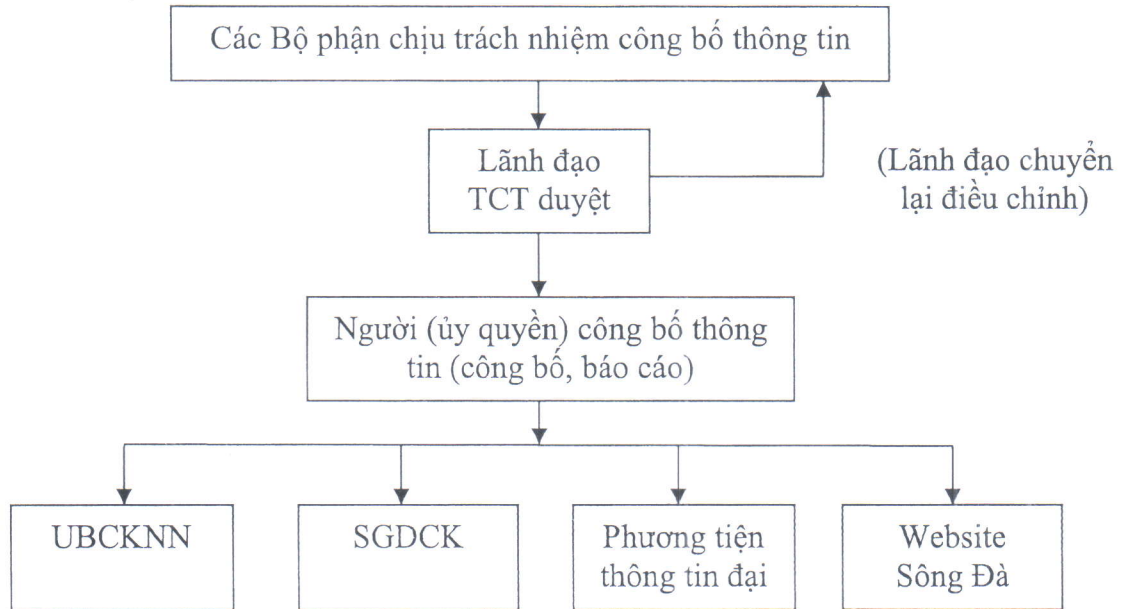 Các Bộ phận chịu trách nhiệm công bố thông tin
Lãnh đạo
TCT duyệt
(Lãnh đạo chuyển
lại điều chỉnh)
Người (ủy quyền) công bố thông
tin (công bố, báo cáo)
UBCKNN
SGDCK
Phương tiện
thông tin đại
Website
Sông Đà